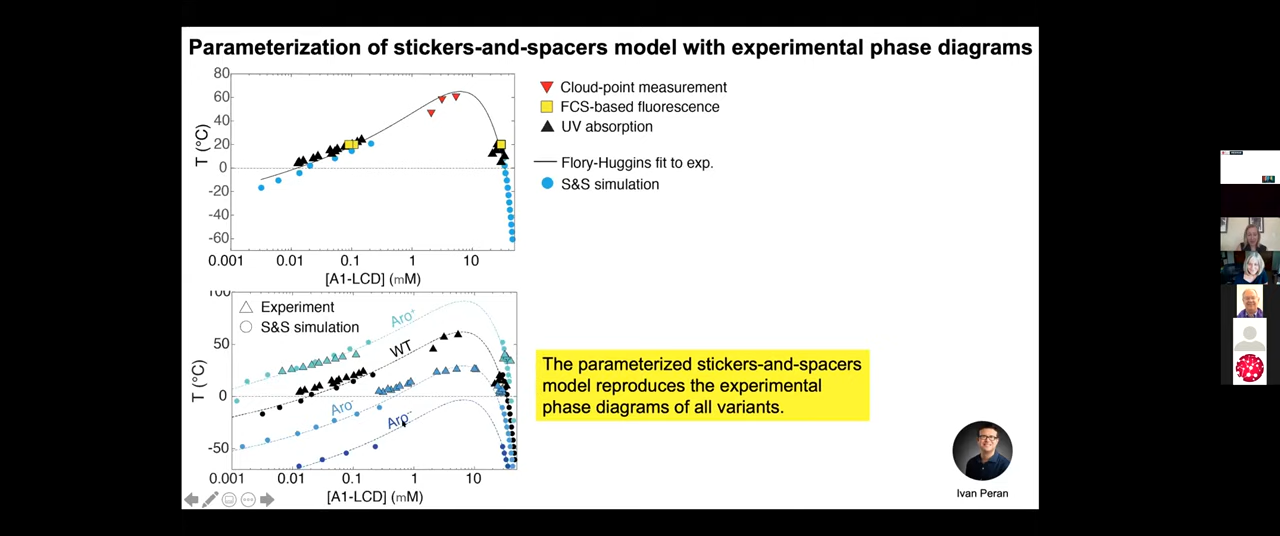 Parameterization of stickers-and-spacers model with experimental phase diagrams
80
60
40
20
0
-20
-40
-60
T (°C)
0.001 0.01 0.1 1 10
[A1-LCD] (mM)
Cloud-point measurement
FCS-based fluorescence
UV absorption
Flory-Huggins fit to exp.
S&S simulation
100
50
0
-50
T (°C)
Experiment
S&S simulation
Aro⁺
WT
Aro⁻
Aro⁻⁻
0.001 0.01 0.1 1 10
[A1-LCD] (mM)
The parameterized stickers-and-spacers
model reproduces the experimental
phase diagrams of all variants.
Ivan Peran